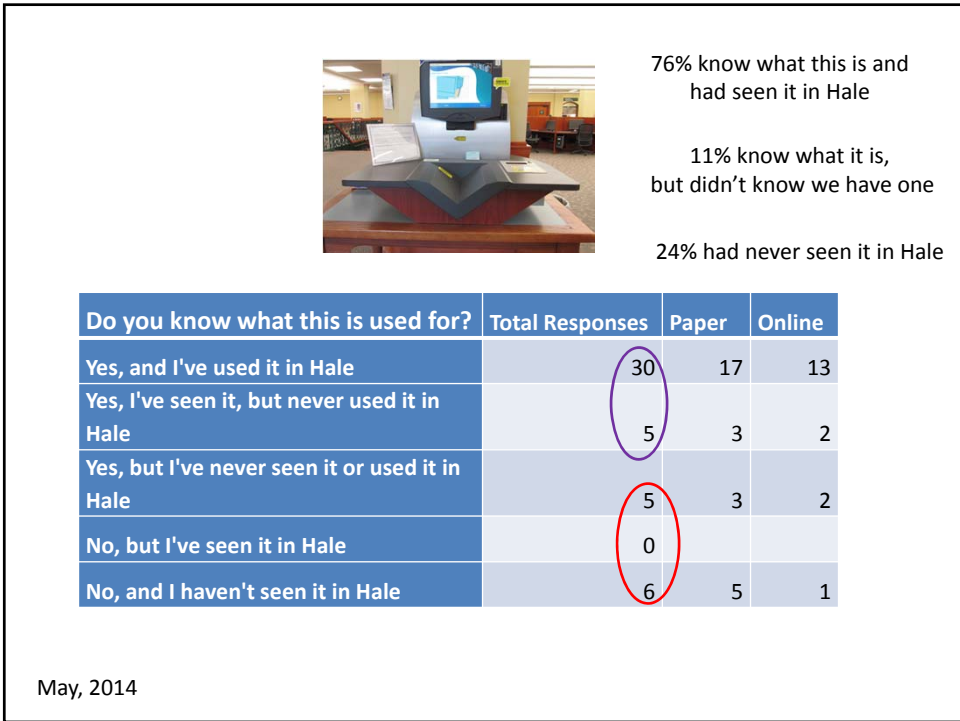 76% know what this is and
had seen it in Hale
11% know what it is,
but didn’t know we have one
24% had never seen it in Hale
Do you know what this is used for? Total Responses Paper Online
Yes, and I've used it in Hale 30 17 13
Yes, I've seen it, but never used it in
Hale 5 3 2
Yes, but I've never seen it or used it in
Hale 5 3 2
No, but I've seen it in Hale 0
No, and I haven't seen it in Hale 6 5 1
May, 2014